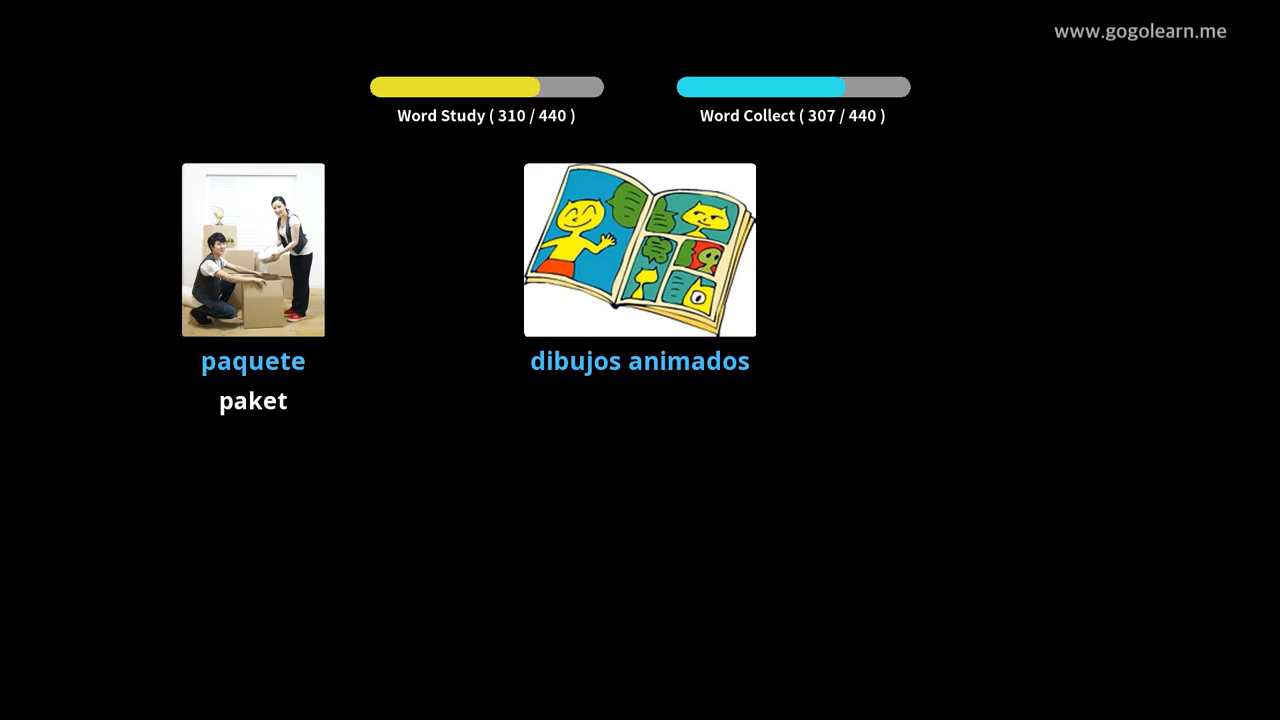 www.gogolearn.me
Word Study ( 310 / 440 )
Word Collect ( 307 / 440 )
paquete
paket
dibujos animados